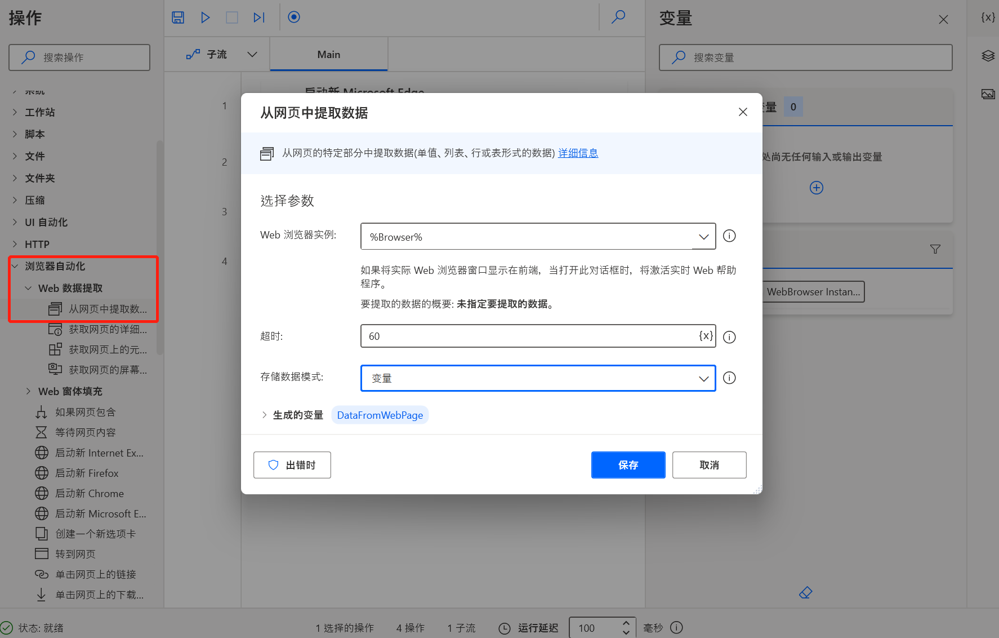 操作
搜索操作
系统
工作站
脚本
文件
文件夹
压缩
UI 自动化
HTTP
浏览器自动化
Web 数据提取
从网页中提取数...
获取网页的详细...
获取网页上的元...
获取网页的屏幕...
Web 窗体填充
如果网页包含
等待网页内容
启动新 Internet Ex...
启动新 Firefox
启动新 Chrome
启动新 Microsoft E...
创建一个新选项卡
转到网页
单击网页上的链接
单击网页上的下载...
子流
Main
1
启动新 Microsoft Edge
2
3
4
从网页中提取数据
从网页的特定部分中提取数据(单值、列表、行或表形式的数据) 详细信息
选择参数
Web 浏览器实例:
%Browser%
如果将实际 Web 浏览器窗口显示在前端，当打开此对话框时，将激活实时 Web 帮助
程序。
要提取的数据的概要: 未指定要提取的数据。
超时:
60
{x}
存储数据模式:
变量
生成的变量
DataFromWebPage
出错时
保存
取消
变量
{x}
搜索变量
变量
0
处尚无任何输入或输出变量
WebBrowser Instan...
状态: 就绪
1 选择的操作
4 操作
1 子流
运行延迟
100
毫秒